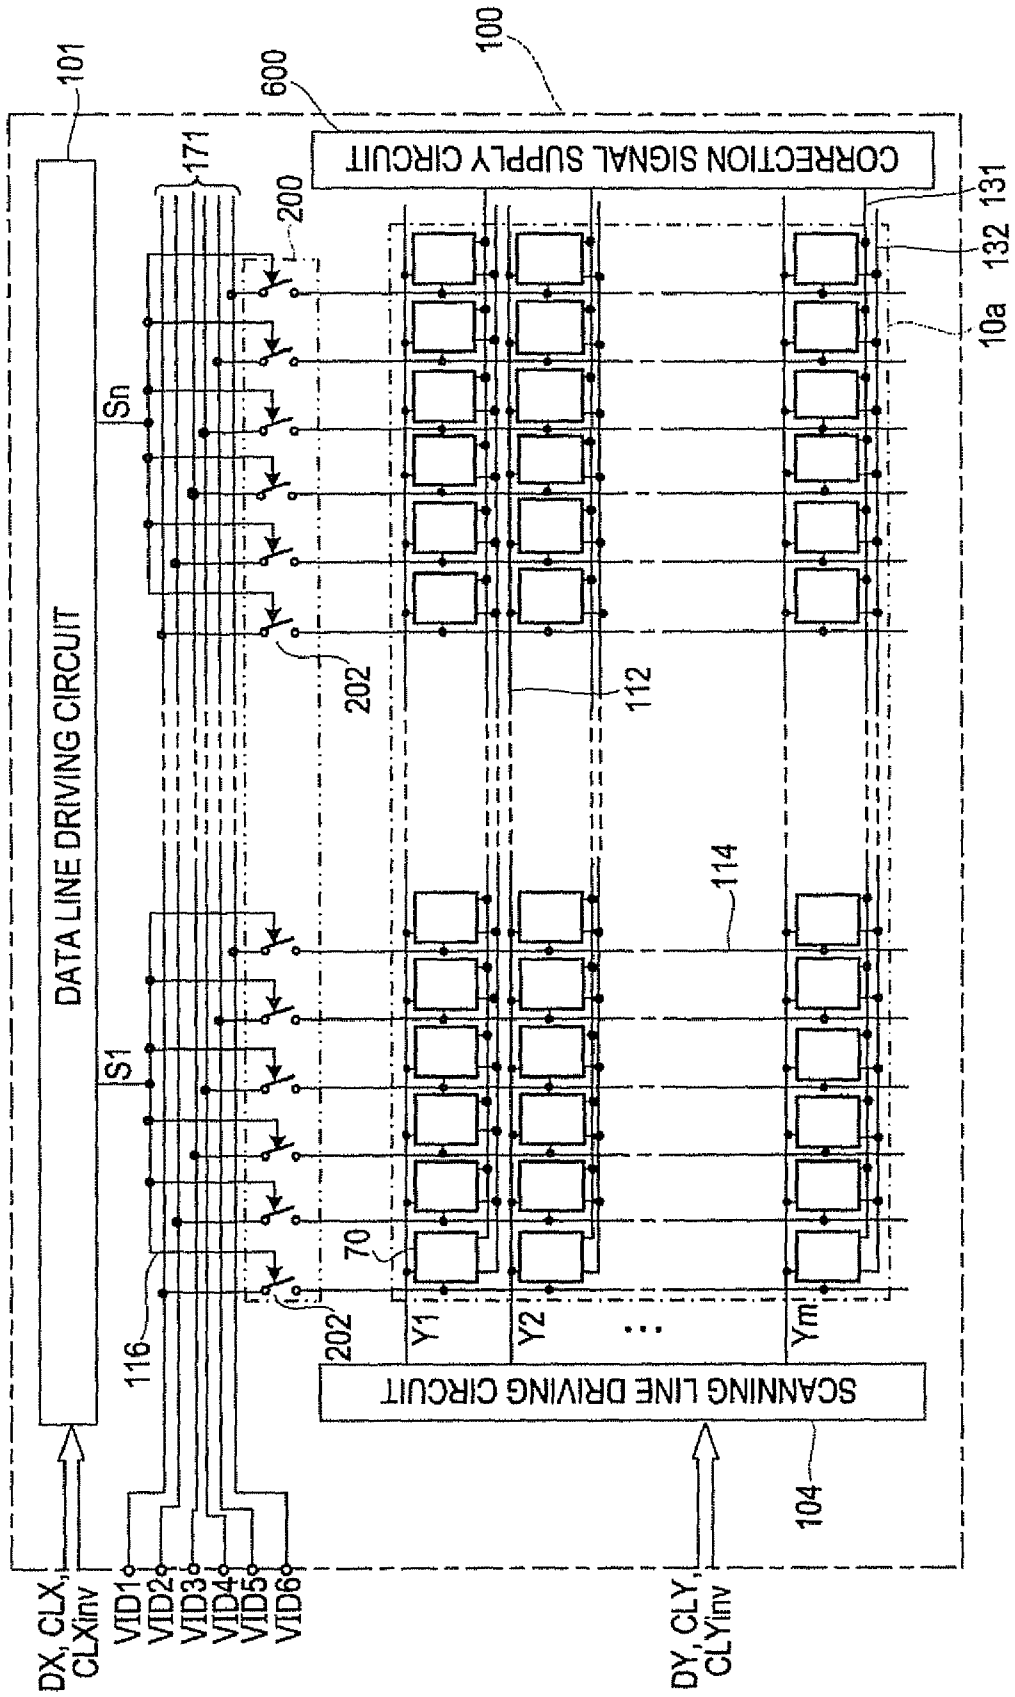 100
101
DATA LINE DRIVING CIRCUIT
DX, CLX,
CLXinv
S1
Sn
171
VID1
VID2
VID3
VID4
VID5
VID6
116
200
202
202
600
CORRECTION SIGNAL SUPPLY CIRCUIT
70
Y1
Y2
...
Ym
112
114
131
132
10a
SCANNING LINE DRIVING CIRCUIT
104
DY, CLY,
CLYinv